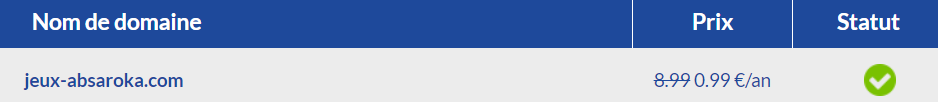 Nom de domaine Prix Statut
jeux-absaroka.com 8.99 0.99 €/an